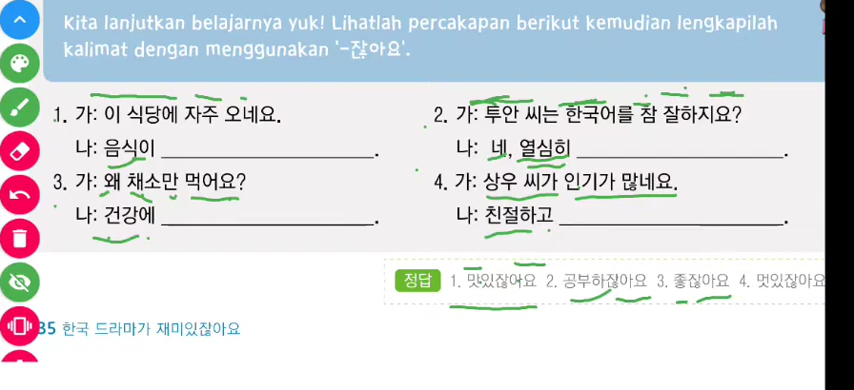 Kita lanjutkan belajarnya yuk! Lihatlah percakapan berikut kemudian lengkapilah
kalimat dengan menggunakan '-잖아요'.
1. 가: 이 식당에 자주 오네요.
나: 음식이 ____________.
2. 가: 투안 씨는 한국어를 참 잘하지요?
나: 네, 열심히 ____________.
3. 가: 왜 채소만 먹어요?
나: 건강에 ____________.
4. 가: 상우 씨가 인기가 많네요.
나: 친절하고 ____________.
정답 1. 맛있잖아요 2. 공부하잖아요 3. 좋잖아요 4. 멋있잖아요
35 한국 드라마가 재미있잖아요